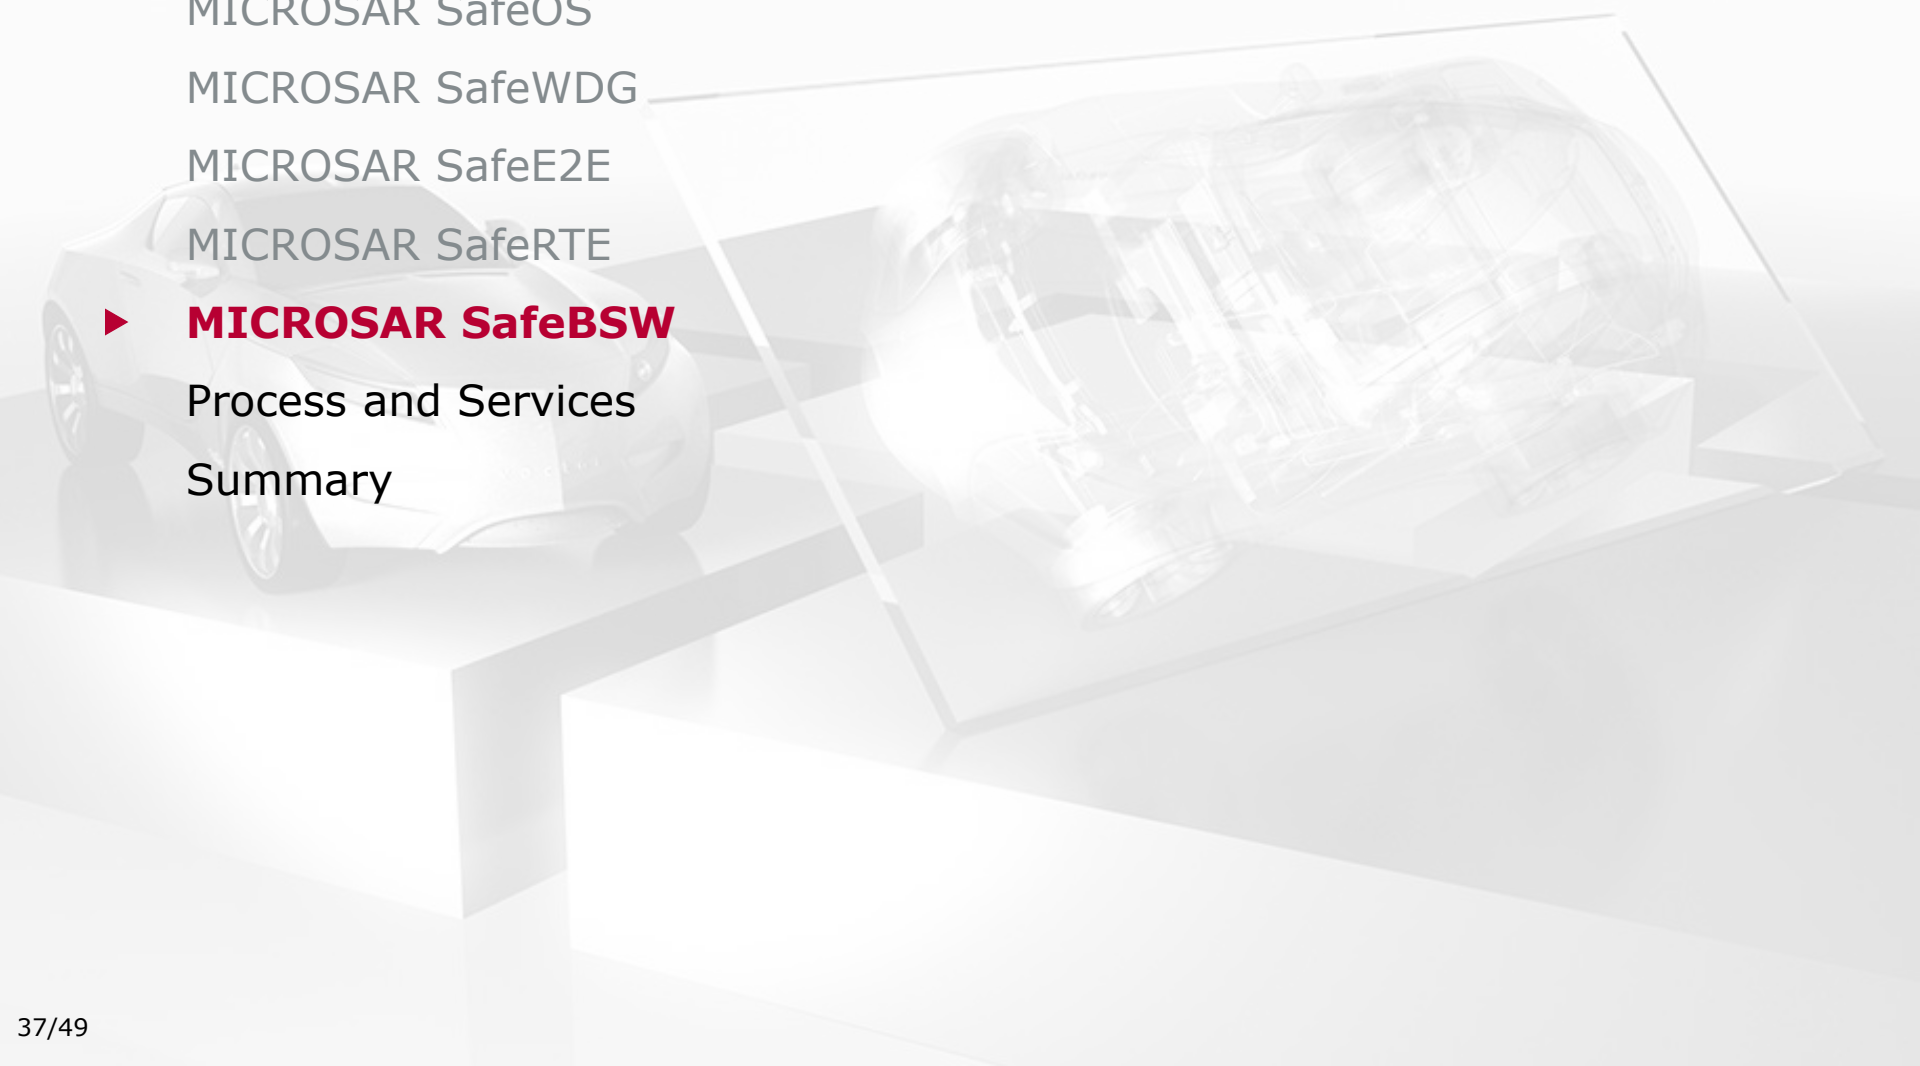 MICROSAR SafeOS
MICROSAR SafeWDG
MICROSAR SafeE2E
MICROSAR SafeRTE
MICROSAR SafeBSW
Process and Services
Summary
37/49